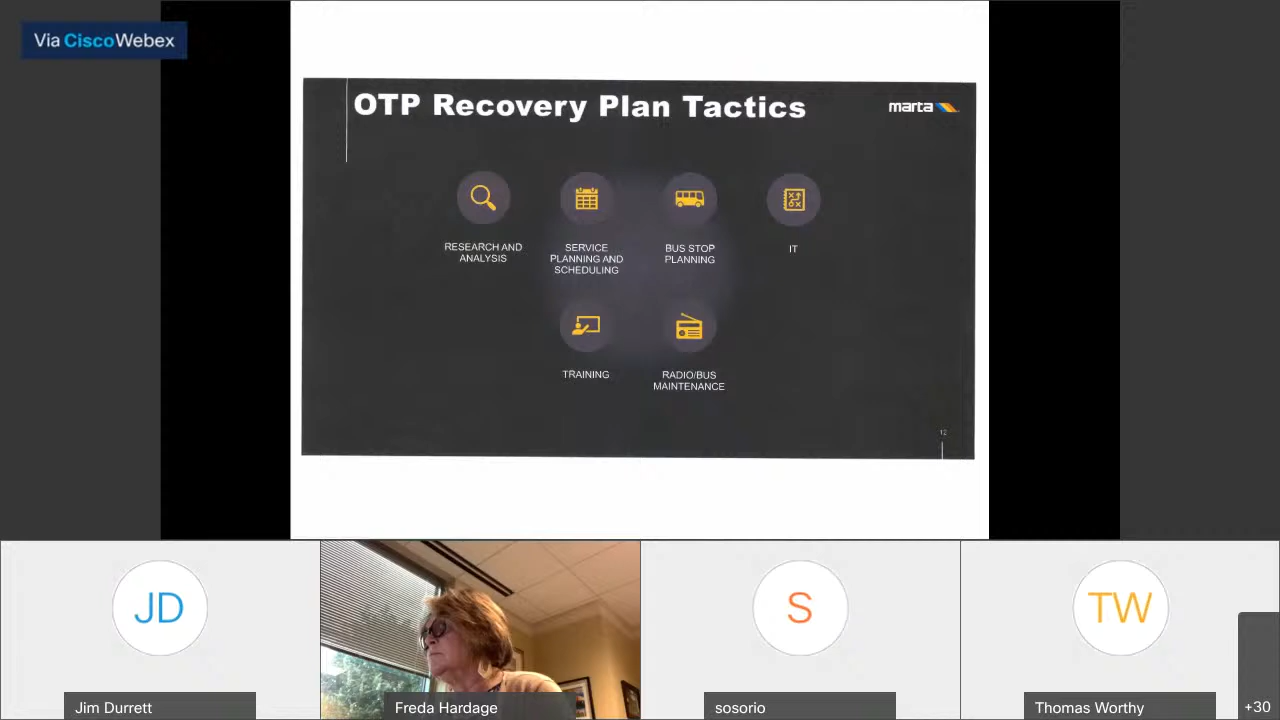 Via CiscoWebex
OTP Recovery Plan Tactics
marta
RESEARCH AND
ANALYSIS
SERVICE
PLANNING AND
SCHEDULING
BUS STOP
PLANNING
IT
TRAINING
RADIO/BUS
MAINTENANCE
12
JD
S
TW
Jim Durrett
Freda Hardage
sosorio
Thomas Worthy
+30